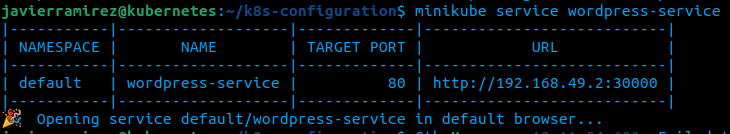 javierramirez@kubernetes:~/k8s-configuration$ minikube service wordpress-service
|-----------|-------------------|-------------|---------------------------|
| NAMESPACE |       NAME        | TARGET PORT |            URL            |
|-----------|-------------------|-------------|---------------------------|
| default   | wordpress-service |          80 | http://192.168.49.2:30000 |
|-----------|-------------------|-------------|---------------------------|
🎉  Opening service default/wordpress-service in default browser...